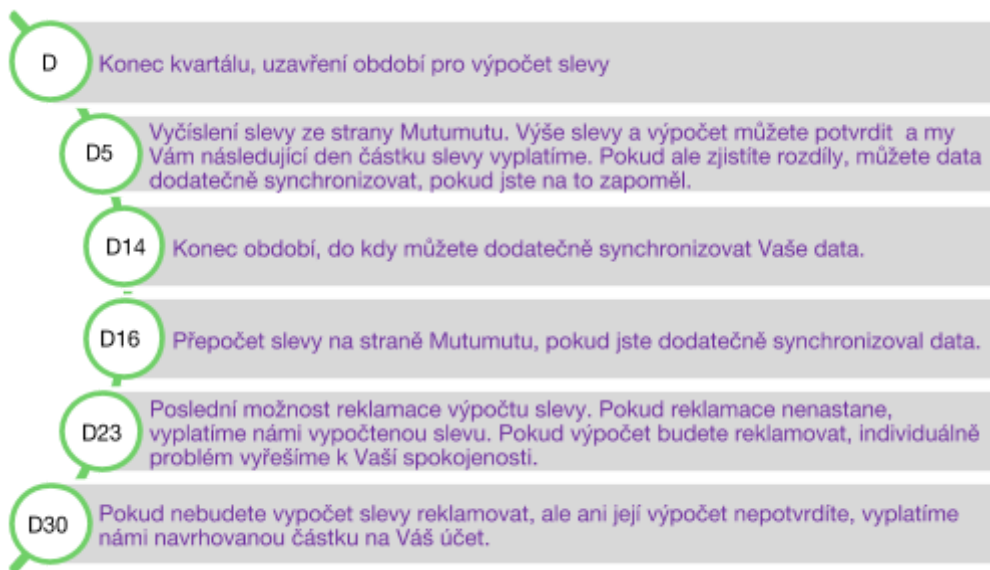 D
Konec kvartálu, uzavření období pro výpočet slevy
D5
Vyčíslení slevy ze strany Mutumutu. Výše slevy a výpočet můžete potvrdit a my
Vám následující den částku slevy vyplatíme. Pokud ale zjistíte rozdíly, můžete data
dodatečně synchronizovat, pokud jste na to zapoměl.
D14
Konec období, do kdy můžete dodatečně synchronizovat Vaše data.
D16
Přepočet slevy na straně Mutumutu, pokud jste dodatečně synchronizoval data.
D23
Poslední možnost reklamace výpočtu slevy. Pokud reklamace nenastane,
vyplatíme námi vypočtenou slevu. Pokud výpočet budete reklamovat, individuálně
problém vyřešíme k Vaší spokojenosti.
D30
Pokud nebudete vypočet slevy reklamovat, ale ani její výpočet nepotvrdíte, vyplatíme
námi navrhovanou částku na Váš účet.